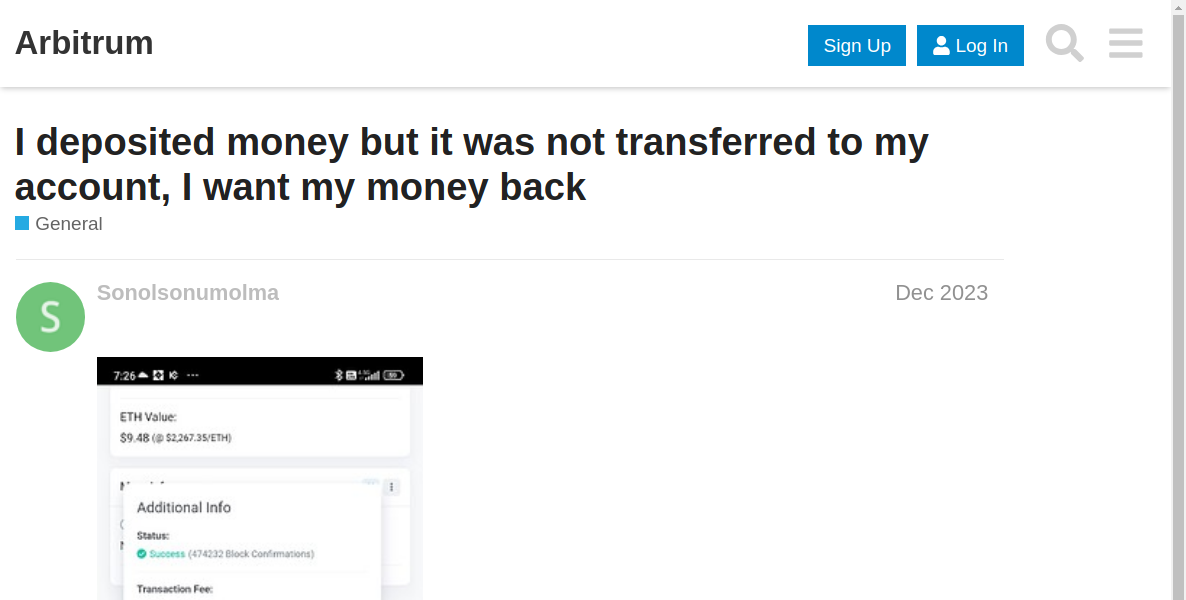 Arbitrum
Sign Up
Log In
I deposited money but it was not transferred to my
account, I want my money back
General
S
Sonolsonumolma
Dec 2023
7:26
ETH Value:
$9.48 (@ $2,267.35/ETH)
Additional Info
Status:
Success (474232 Block Confirmations)
Transaction Fee: